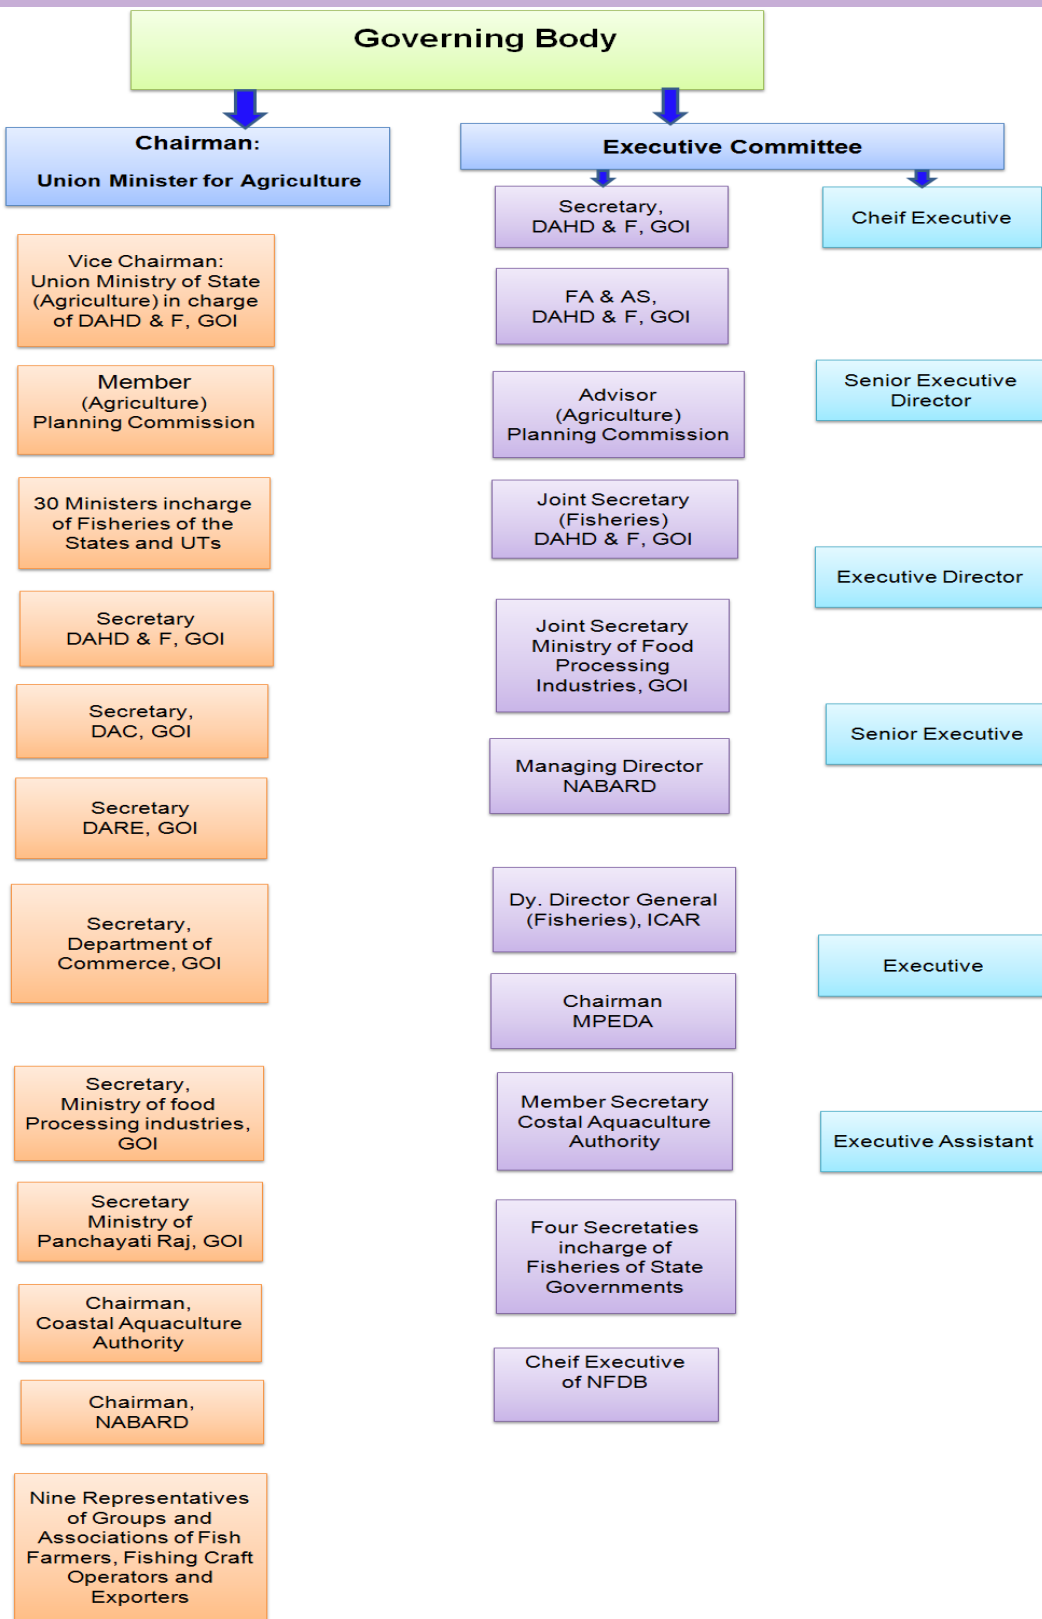 Governing Body
Chairman:
Union Minister for Agriculture
Vice Chairman:
Union Ministry of State
(Agriculture) in charge
of DAHD & F, GOI
Member
(Agriculture)
Planning Commission
30 Ministers incharge
of Fisheries of the
States and UTs
Secretary
DAHD & F, GOI
Secretary,
DAC, GOI
Secretary
DARE, GOI
Secretary,
Department of
Commerce, GOI
Secretary,
Ministry of food
Processing industries,
GOI
Secretary
Ministry of
Panchayati Raj, GOI
Chairman,
Coastal Aquaculture
Authority
Chairman,
NABARD
Nine Representatives
of Groups and
Associations of Fish
Farmers, Fishing Craft
Operators and
Exporters
Executive Committee
Secretary,
DAHD & F, GOI
FA & AS,
DAHD & F, GOI
Advisor
(Agriculture)
Planning Commission
Joint Secretary
(Fisheries)
DAHD & F, GOI
Joint Secretary
Ministry of Food
Processing
Industries, GOI
Managing Director
NABARD
Dy. Director General
(Fisheries), ICAR
Chairman
MPEDA
Member Secretary
Costal Aquaculture
Authority
Four Secretaties
incharge of
Fisheries of State
Governments
Cheif Executive
of NFDB
Cheif Executive
Senior Executive
Director
Executive Director
Senior Executive
Executive
Executive Assistant